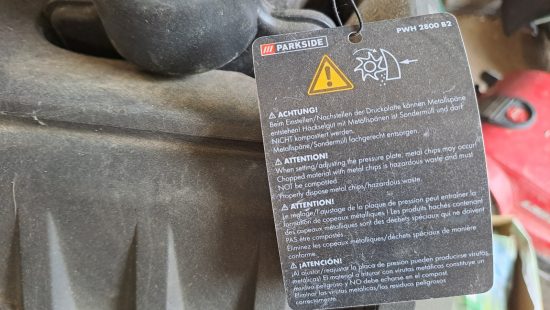 PARKSIDE
PWH 2800 B2
ACHTUNG!
Beim Einstellen/Nachstellen der Druckplatte können Metallspäne
entstehen! Häckselgut mit Metallspänen ist Sondermüll und darf
NICHT kompostiert werden.
Metallspäne/Sondermüll fachgerecht entsorgen.
ATTENTION!
When setting/adjusting the pressure plate, metal chips may occur!
Chopped material with metal chips is hazardous waste and must
NOT be composted.
Properly dispose metal chips/hazardous waste.
ATTENTION!
Le réglage/l'ajustage de la plaque de pression peut entraîner la
formation de copeaux métalliques ! Les produits hachés contenant
des copeaux métalliques sont des déchets spéciaux qui ne doivent
PAS être compostés.
Éliminez les copeaux métalliques/déchets spéciaux de manière
conforme.
¡ATENCIÓN!
¡Al ajustar/reajustar la placa de presión pueden producirse virutas
metálicas! El material a triturar con virutas metálicas constituye un
residuo peligroso y NO debe echarse en el compost.
Eliminar las virutas metálicas/los residuos peligrosos
correctamente.